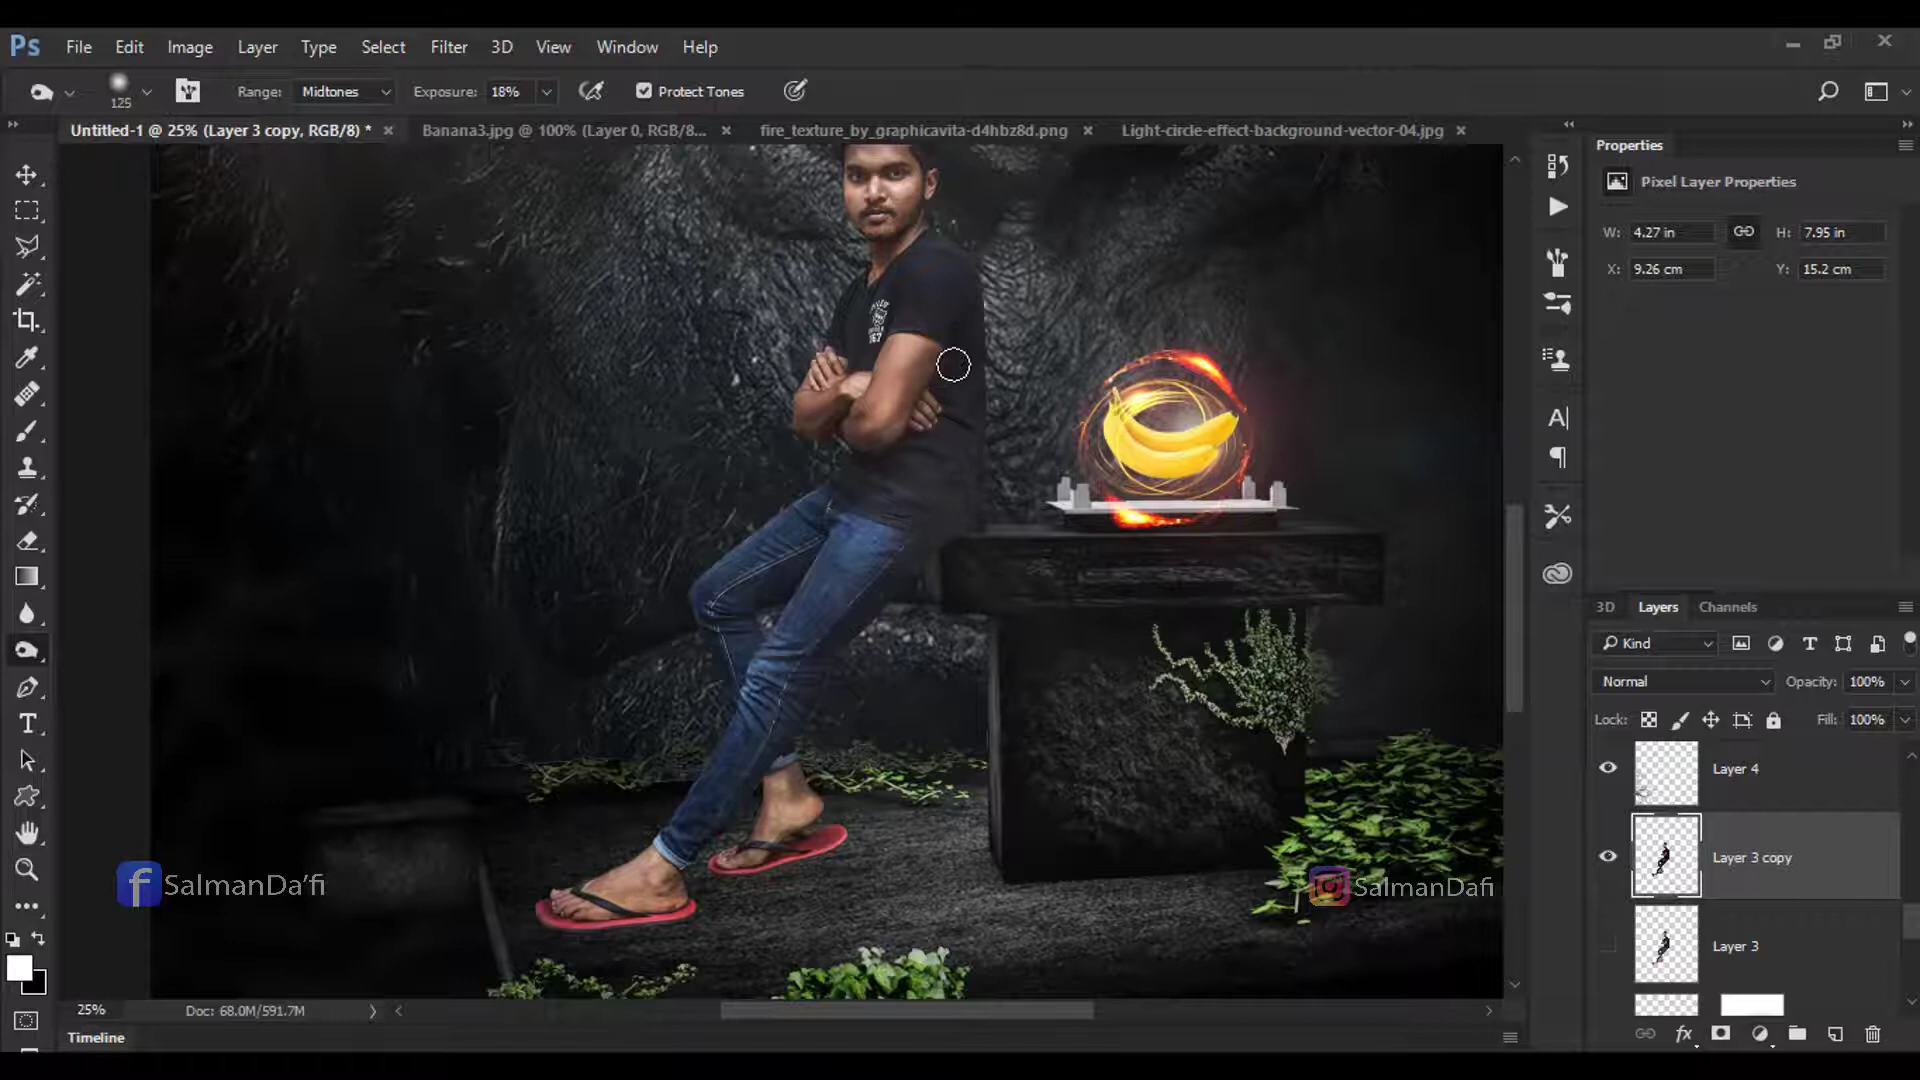 Ps File Edit Image Layer Type Select Filter 3D View Window Help
125 Range: Midtones Exposure: 18% Protect Tones
Untitled-1 @ 25% (Layer 3 copy, RGB/8) * Banana3.jpg @ 100% (Layer 0, RGB/8... fire_texture_by_graphicavita-d4hbz8d.png Light-circle-effect-background-vector-04.jpg
Properties
Pixel Layer Properties
W: 4.27 in H: 7.95 in
X: 9.26 cm Y: 15.2 cm
3D Layers Channels
Kind
Normal Opacity: 100%
Lock: Fill: 100%
Layer 4
Layer 3 copy
SalmanDa'fi
SalmanDafi
Layer 3
25% Doc: 68.0M/591.7M
Timeline